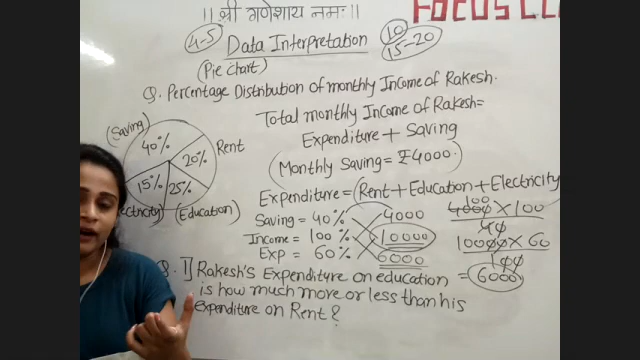 || श्री गणेशाय नमः ||
FOCUS CL
4-5
Data Interpretation
10
15-20
(Pie chart)
Q. Percentage Distribution of monthly Income of Rakesh.
Total monthly Income of Rakesh=
Expenditure + Saving
(Monthly Saving = ₹4000.)
Expenditure = (Rent + Education + Electricity
(Saving)
40%
20%
Rent
15%
25%
ectricity)
(Education)
Saving = 40% 4000
Income = 100% 10000
Exp = 60% 6000
100
4000 × 100
40
10000 × 60
100
= 6000
Q. 1] Rakesh's Expenditure on education
is how much more or less than his
Expenditure on Rent?